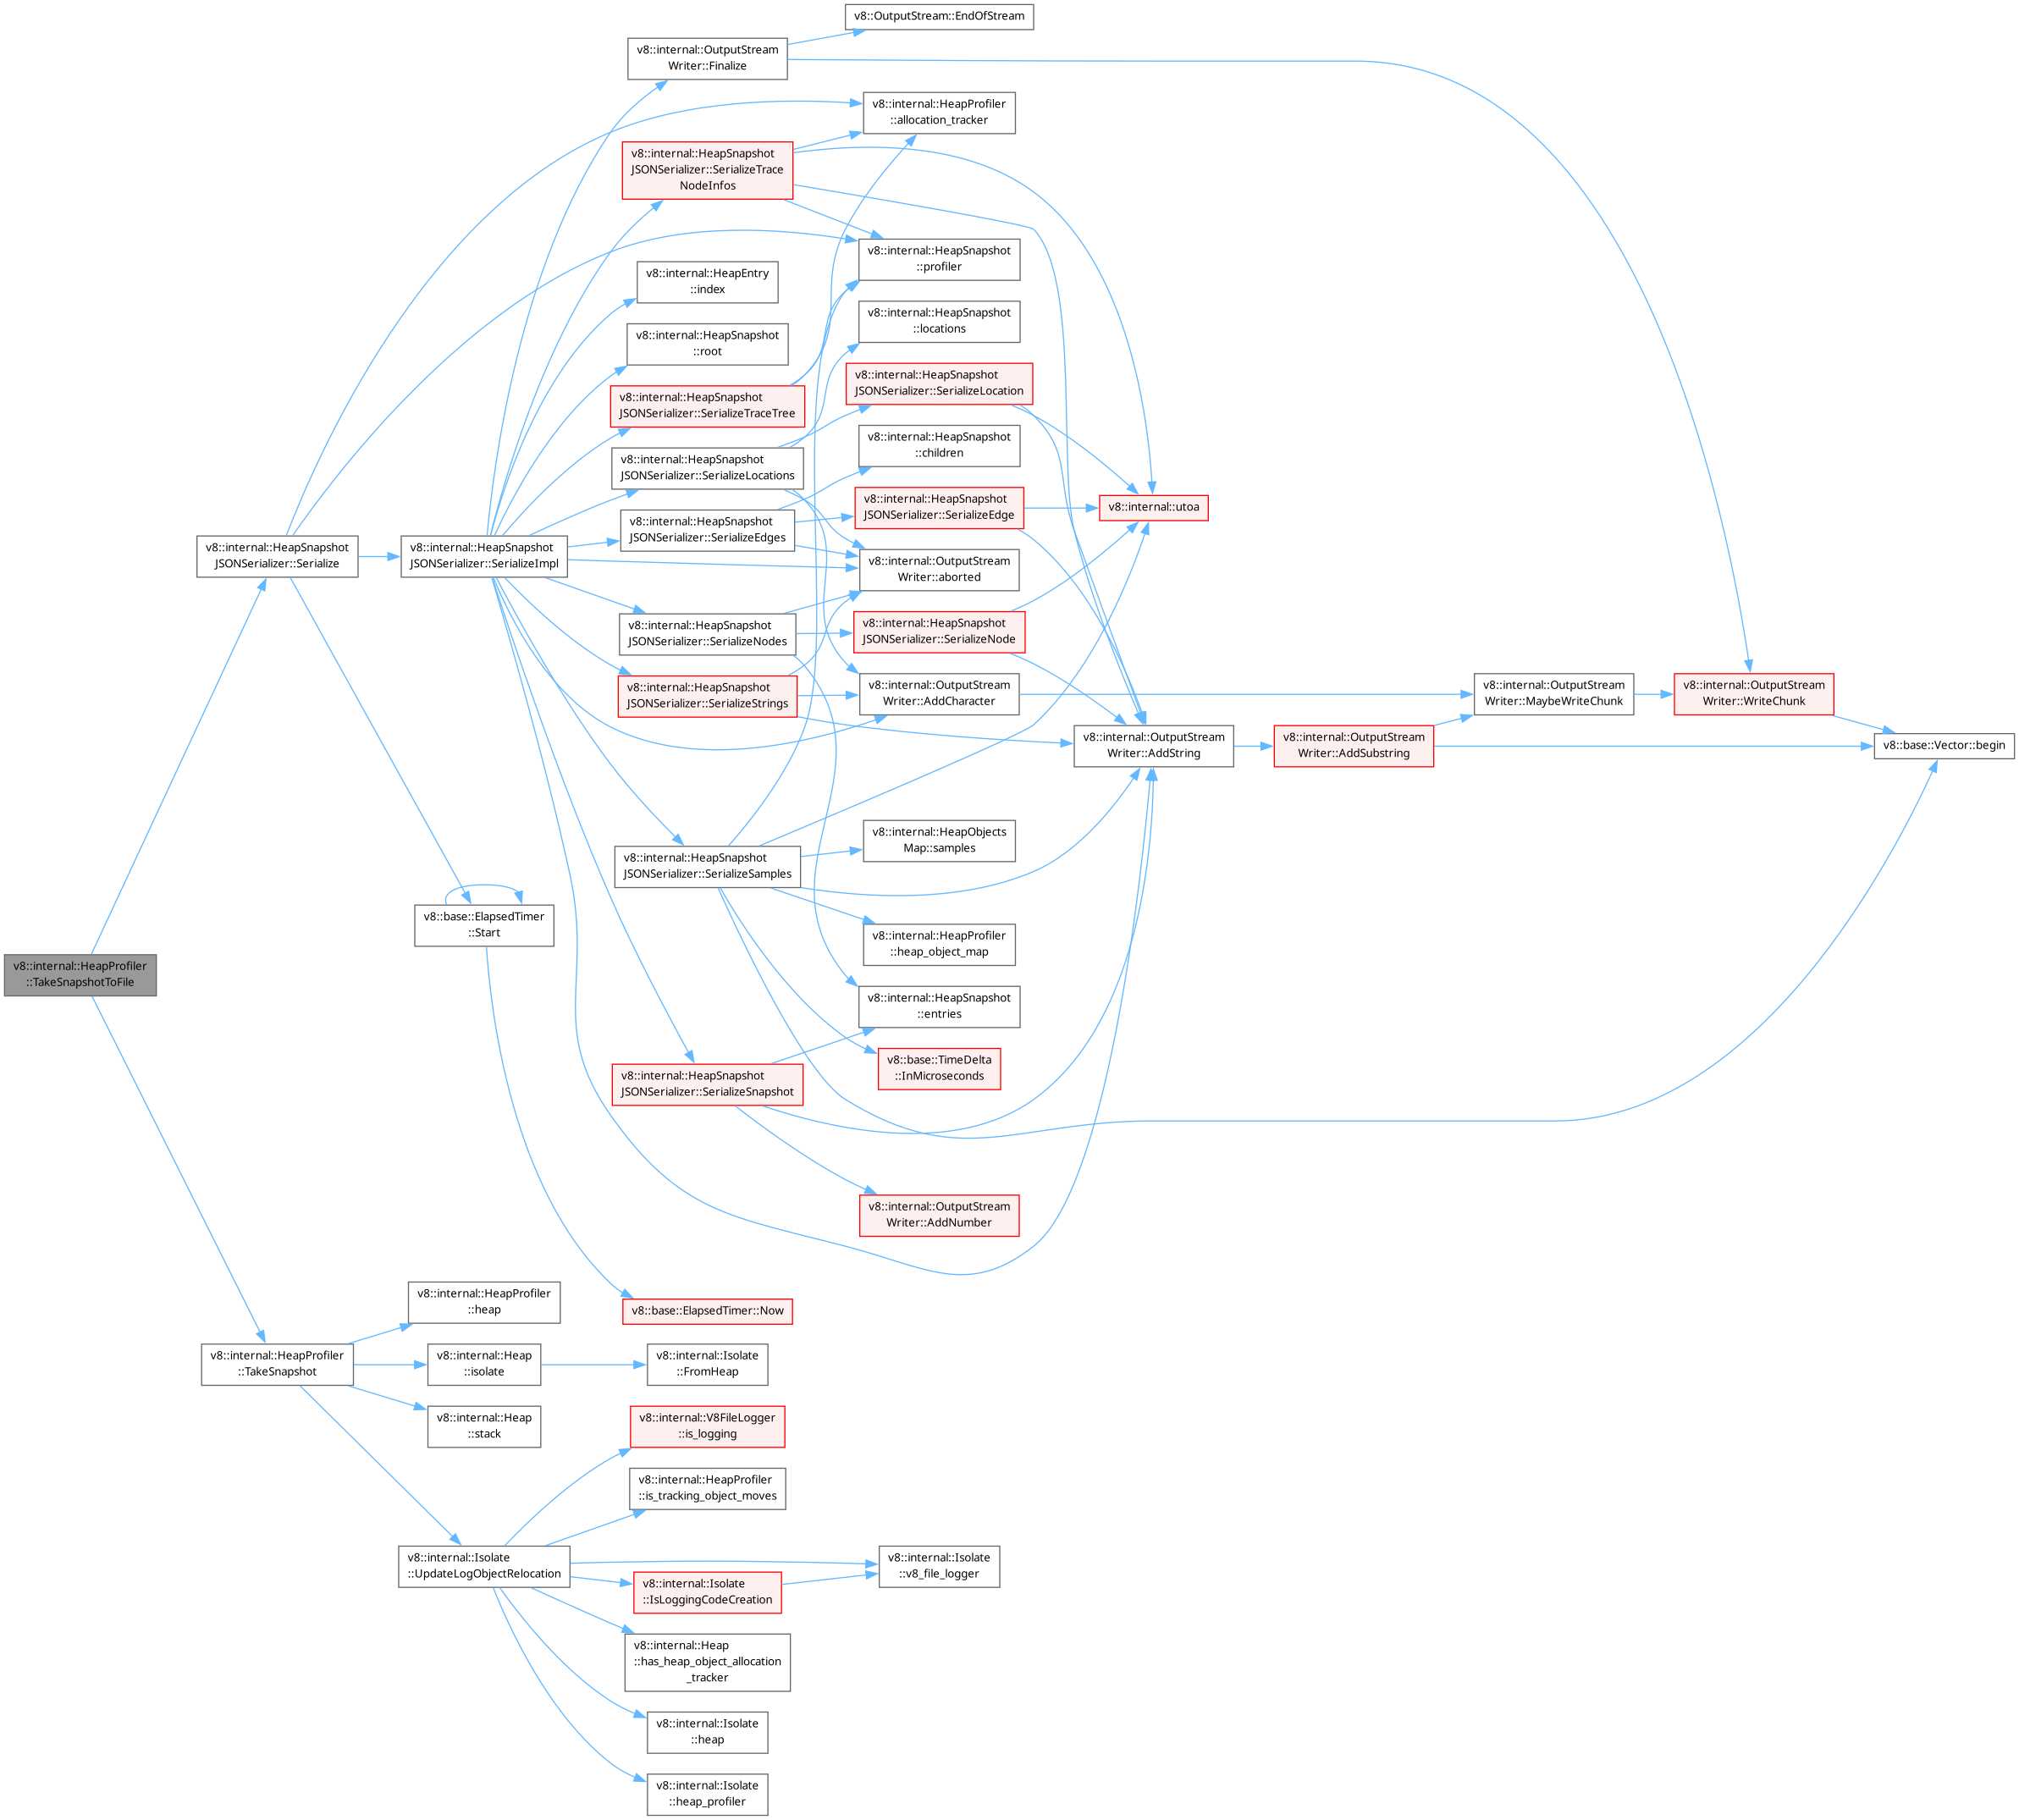 v8::OutputStream::EndOfStream
v8::internal::OutputStream
Writer::Finalize
v8::internal::HeapProfiler
::allocation_tracker
v8::internal::HeapSnapshot
JSONSerializer::SerializeTrace
NodeInfos
v8::internal::HeapSnapshot
::profiler
v8::internal::HeapEntry
::index
v8::internal::HeapSnapshot
::locations
v8::internal::HeapSnapshot
::root
v8::internal::HeapSnapshot
JSONSerializer::SerializeLocation
v8::internal::HeapSnapshot
JSONSerializer::SerializeTraceTree
v8::internal::HeapSnapshot
::children
v8::internal::HeapSnapshot
JSONSerializer::SerializeLocations
v8::internal::HeapSnapshot
JSONSerializer::SerializeEdge
v8::internal::utoa
v8::internal::HeapSnapshot
JSONSerializer::SerializeEdges
v8::internal::HeapSnapshot
JSONSerializer::Serialize
v8::internal::HeapSnapshot
JSONSerializer::SerializeImpl
v8::internal::OutputStream
Writer::aborted
v8::internal::HeapSnapshot
JSONSerializer::SerializeNodes
v8::internal::HeapSnapshot
JSONSerializer::SerializeNode
v8::internal::HeapSnapshot
JSONSerializer::SerializeStrings
v8::internal::OutputStream
Writer::AddCharacter
v8::internal::OutputStream
Writer::MaybeWriteChunk
v8::internal::OutputStream
Writer::WriteChunk
v8::internal::OutputStream
Writer::AddString
v8::internal::OutputStream
Writer::AddSubstring
v8::base::Vector::begin
v8::internal::HeapObjects
Map::samples
v8::internal::HeapSnapshot
JSONSerializer::SerializeSamples
v8::base::ElapsedTimer
::Start
v8::internal::HeapProfiler
::heap_object_map
v8::internal::HeapProfiler
::TakeSnapshotToFile
v8::internal::HeapSnapshot
::entries
v8::base::TimeDelta
::InMicroseconds
v8::internal::HeapSnapshot
JSONSerializer::SerializeSnapshot
v8::internal::OutputStream
Writer::AddNumber
v8::internal::HeapProfiler
::heap
v8::base::ElapsedTimer::Now
v8::internal::HeapProfiler
::TakeSnapshot
v8::internal::Heap
::isolate
v8::internal::Isolate
::FromHeap
v8::internal::Heap
::stack
v8::internal::V8FileLogger
::is_logging
v8::internal::HeapProfiler
::is_tracking_object_moves
v8::internal::Isolate
::UpdateLogObjectRelocation
v8::internal::Isolate
::v8_file_logger
v8::internal::Isolate
::IsLoggingCodeCreation
v8::internal::Heap
::has_heap_object_allocation
_tracker
v8::internal::Isolate
::heap
v8::internal::Isolate
::heap_profiler